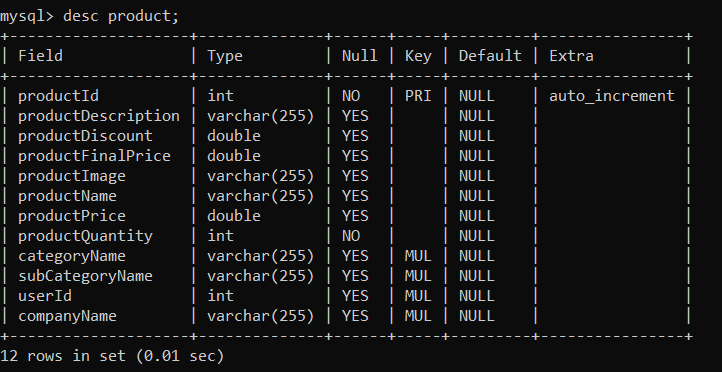 mysql> desc product;
+--------------------+--------------+------+-----+---------+----------------+
| Field              | Type         | Null | Key | Default | Extra          |
+--------------------+--------------+------+-----+---------+----------------+
| productId          | int          | NO   | PRI | NULL    | auto_increment |
| productDescription | varchar(255) | YES  |     | NULL    |                |
| productDiscount    | double       | YES  |     | NULL    |                |
| productFinalPrice  | double       | YES  |     | NULL    |                |
| productImage       | varchar(255) | YES  |     | NULL    |                |
| productName        | varchar(255) | YES  |     | NULL    |                |
| productPrice       | double       | YES  |     | NULL    |                |
| productQuantity    | int          | NO   |     | NULL    |                |
| categoryName       | varchar(255) | YES  | MUL | NULL    |                |
| subCategoryName    | varchar(255) | YES  | MUL | NULL    |                |
| userId             | int          | YES  | MUL | NULL    |                |
| companyName        | varchar(255) | YES  | MUL | NULL    |                |
+--------------------+--------------+------+-----+---------+----------------+
12 rows in set (0.01 sec)